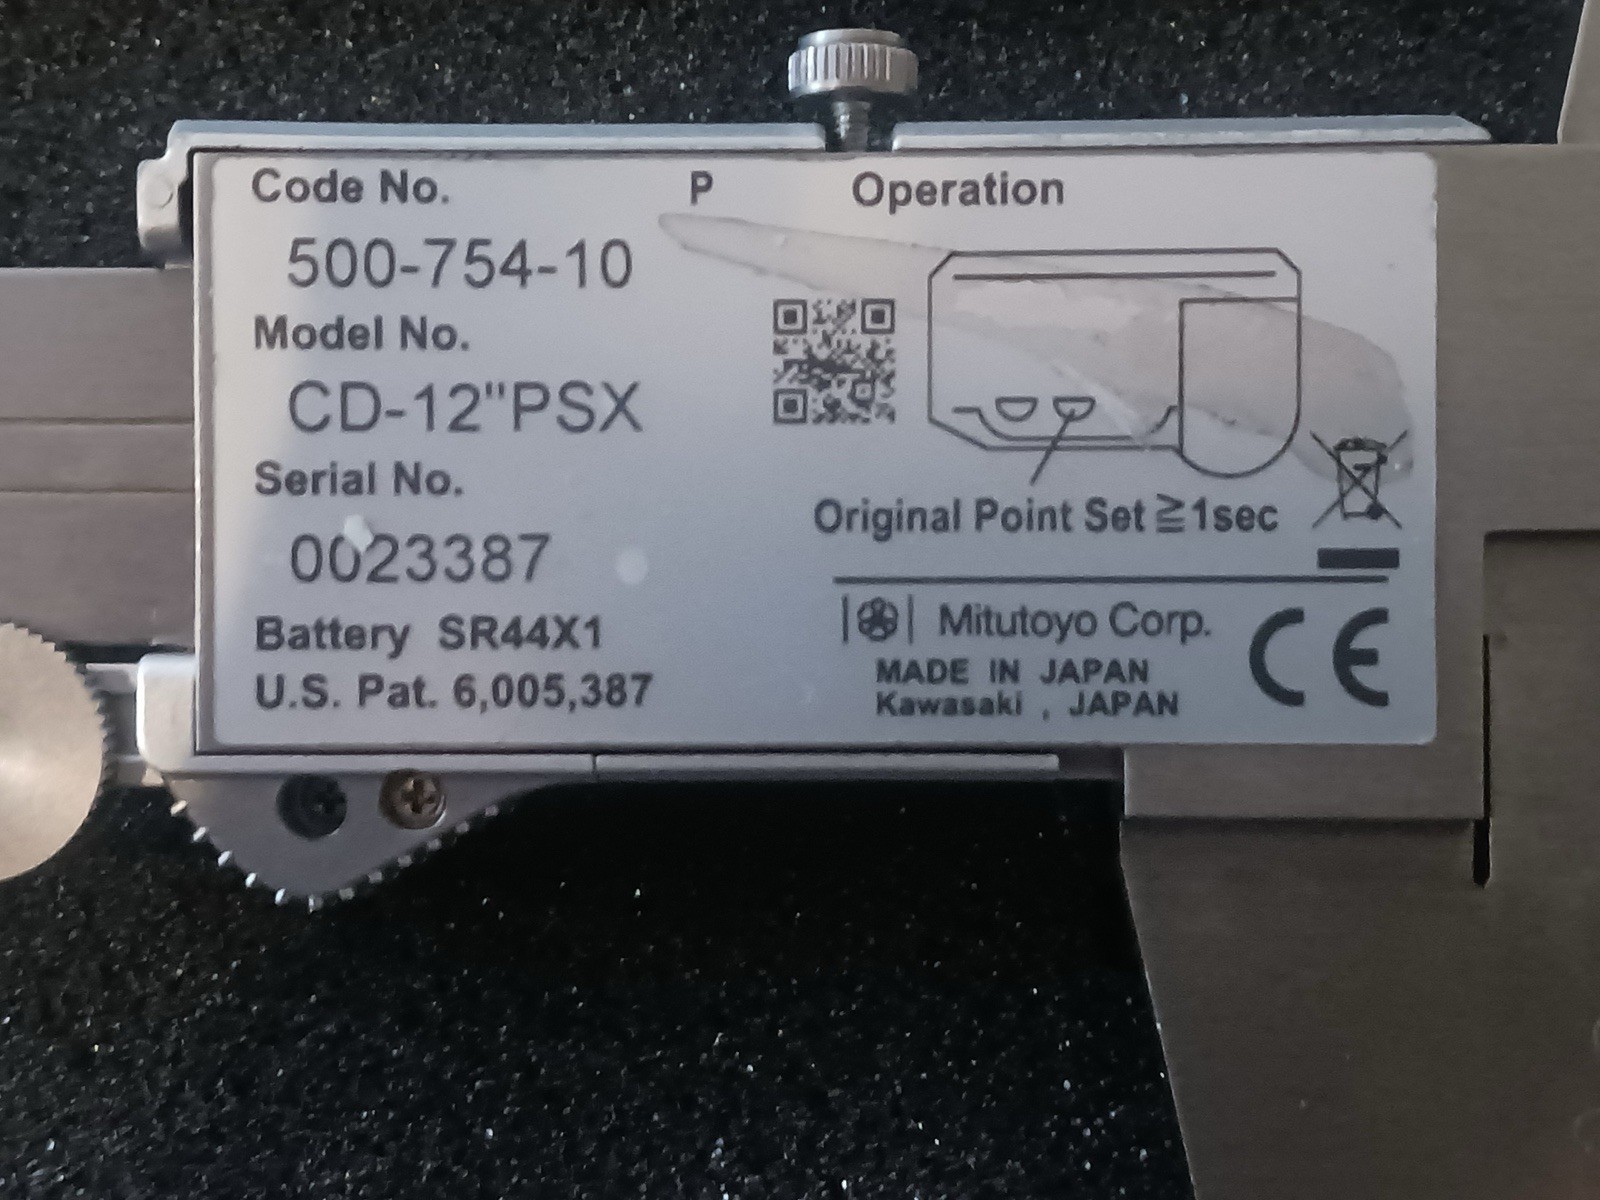 Code No.
P
500-754-10
Model No.
CD-12"PSX
Serial No.
0023387
Battery SR44X1
U.S. Pat. 6,005,387
Operation
Original Point Set ≧1sec
Mitutoyo Corp.
MADE IN JAPAN
Kawasaki , JAPAN
CE